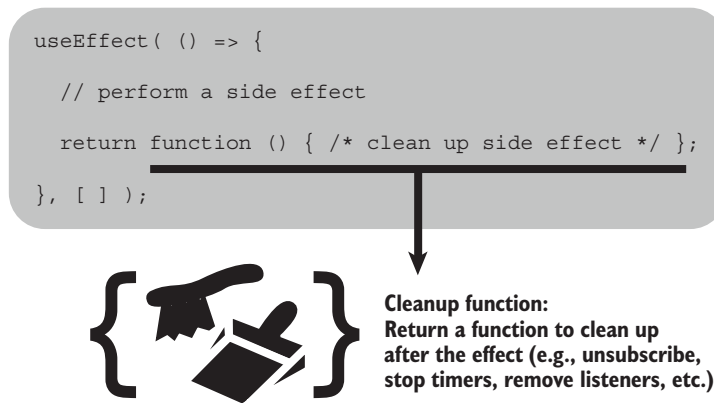 useEffect( () => {
// perform a side effect
return function () { /* clean up side effect */ };
}, [ ] );
Cleanup function:
Return a function to clean up
after the effect (e.g., unsubscribe,
stop timers, remove listeners, etc.)